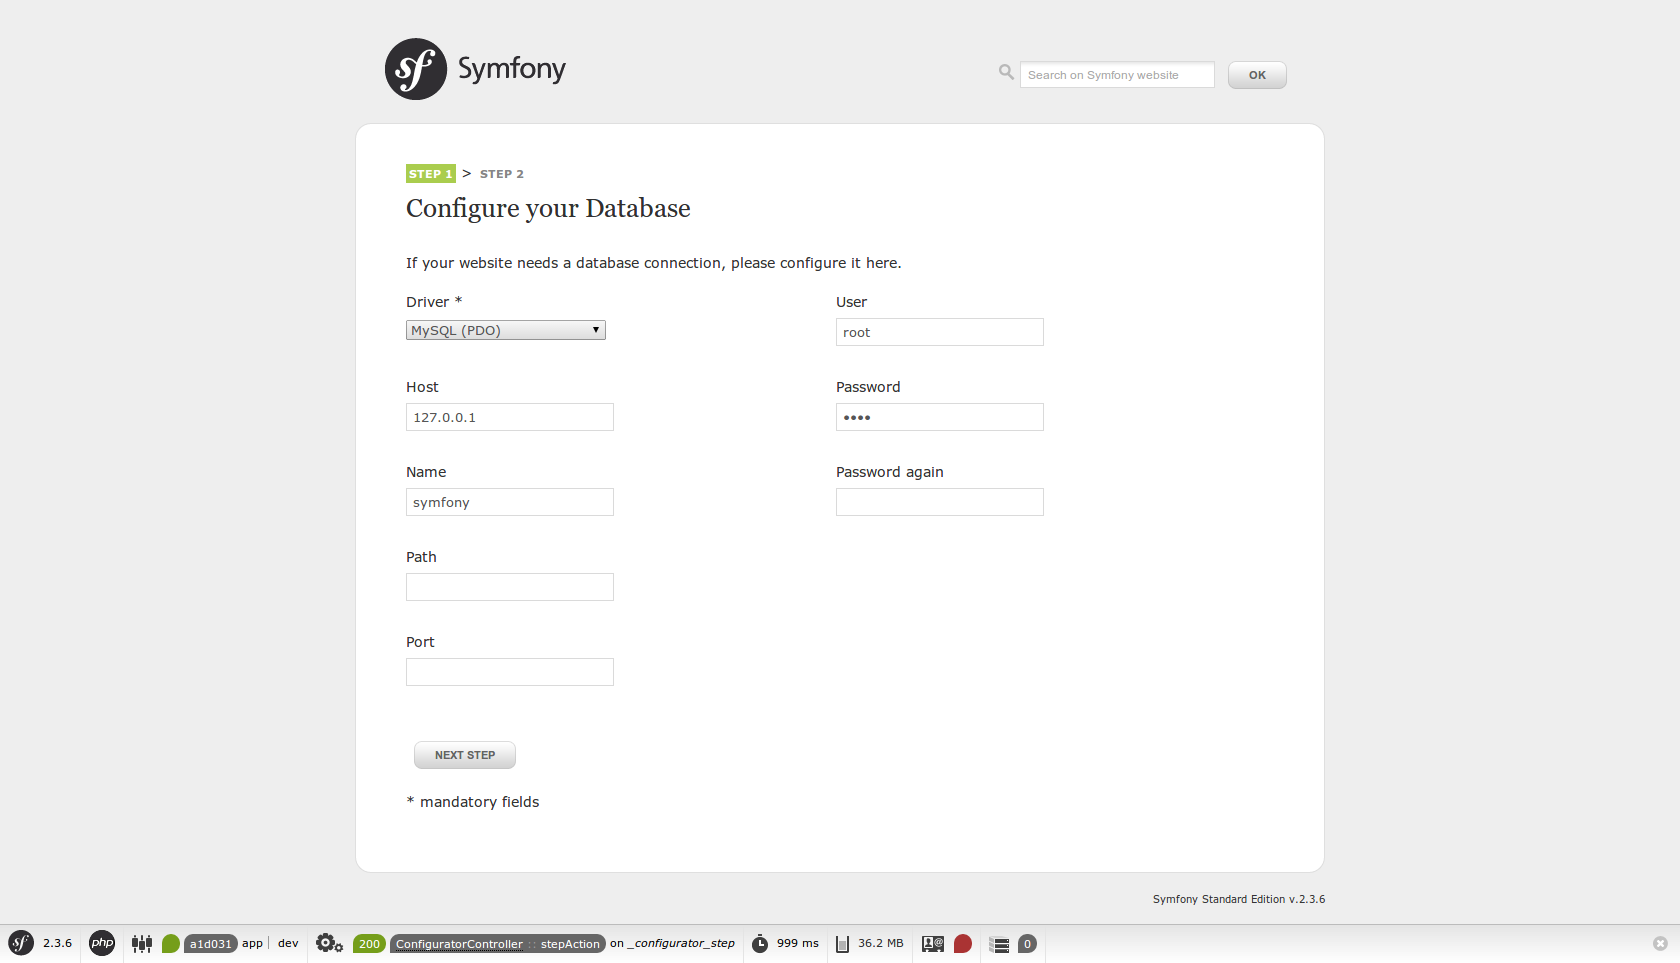 sf Symfony
Search on Symfony website
OK
STEP 1 > STEP 2
Configure your Database
If your website needs a database connection, please configure it here.
Driver *
MySQL (PDO)
Host
127.0.0.1
Name
symfony
Path
Port
User
root
Password
••••
Password again
NEXT STEP
* mandatory fields
Symfony Standard Edition v.2.3.6
sf 2.3.6 php a1d031 app | dev 200 ConfiguratorController :: stepAction on _configurator_step 999 ms 36.2 MB 0